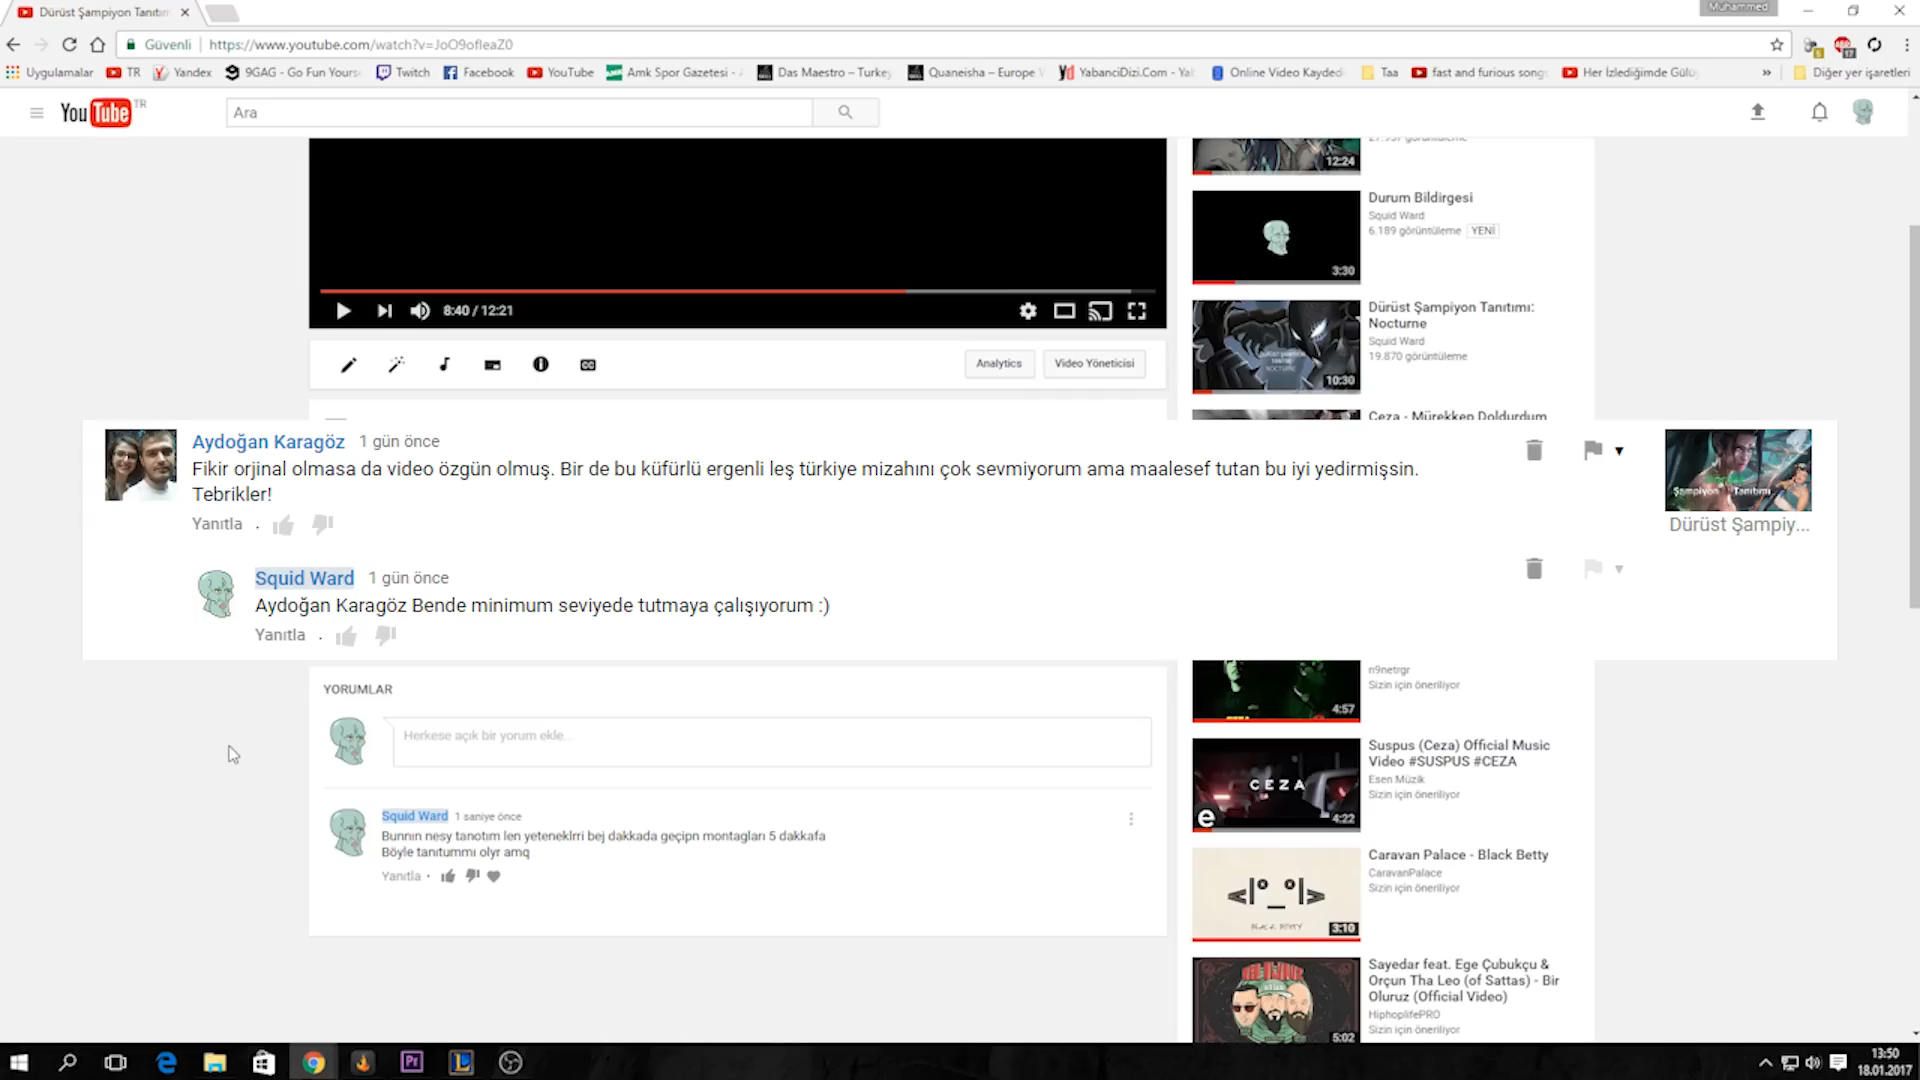 Dürüst Şampiyon Tanıtım
Muhammed
Güvenli
https://www.youtube.com/watch?v=JoO9ofIeaZ0
Uygulamalar
TR
Yandex
9GAG - Go Fun Yours
Twitch
Facebook
YouTube
Amk Spor Gazetesi -
Das Maestro – Turkey
Quaneisha – Europe
YabanciDizi.Com - Ya
Online Video Kaydedi
Taa
fast and furious song
Her İzlediğimde Gülü
»
Diğer yer işaretleri
YouTube TR
Ara
12:24
Durum Bildirgesi
Squid Ward
6.189 görüntüleme YENİ
3:30
8:40 / 12:21
Dürüst Şampiyon Tanıtımı:
Nocturne
Squid Ward
19.870 görüntüleme
10:30
Analytics
Video Yöneticisi
Ceza - Mürekkep Doldurdum
Aydoğan Karagöz 1 gün önce
Fikir orjinal olmasa da video özgün olmuş. Bir de bu küfürlü ergenli leş türkiye mizahını çok sevmiyorum ama maalesef tutan bu iyi yedirmişsin.
Tebrikler!
Yanıtla .
Şampiyon Tanıtımı
Dürüst Şampiy...
Squid Ward 1 gün önce
Aydoğan Karagöz Bende minimum seviyede tutmaya çalışıyorum :)
Yanıtla .
n9netrgr
Sizin için öneriliyor
4:57
YORUMLAR
Herkese açık bir yorum ekle...
Squid Ward 1 saniye önce
Bunnın nesy tanotım len yeteneklrri bej dakkada geçipn montagları 5 dakkafa
Böyle tanıtummı olyr amq
Yanıtla •
Suspus (Ceza) Official Music
Video #SUSPUS #CEZA
Esen Müzik
Sizin için öneriliyor
CEZA
e
4:22
Caravan Palace - Black Betty
CaravanPalace
Sizin için öneriliyor
<|°_°|>
BLACK BETTY
3:10
Sayedar feat. Ege Çubukçu &
Orçun Tha Leo (of Sattas) - Bir
Oluruz (Official Video)
HiphoplifePRO
Sizin için öneriliyor
5:02
Pr
L
13:50
18.01.2017